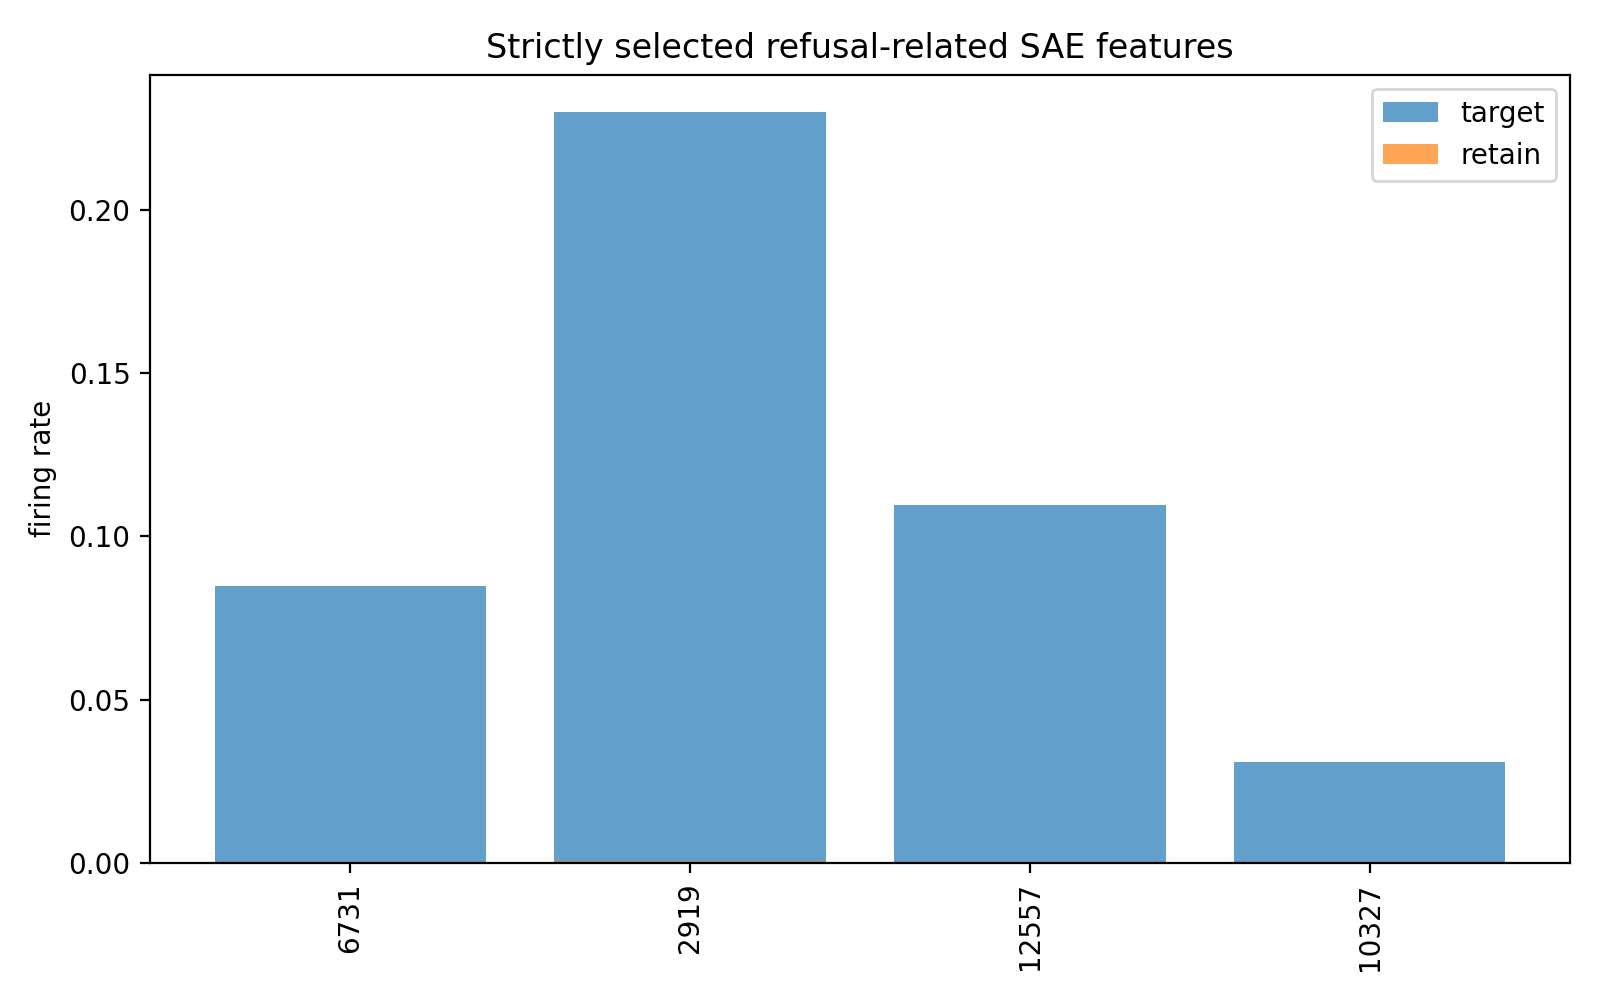 Strictly selected refusal-related SAE features
target
retain
firing rate
0.20
0.15
0.10
0.05
0.00
6731
2919
12557
10327